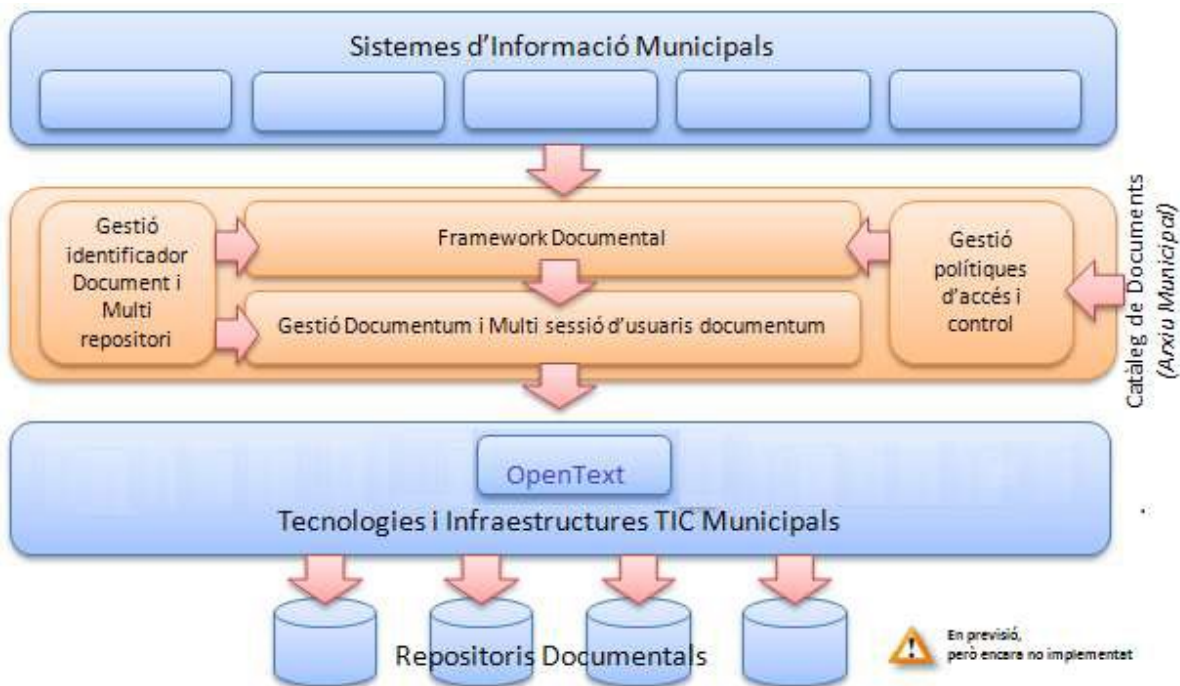 Sistemes d'Informació Municipals
Gestió
identificador
Document i
Multi
repositori
Framework Documental
Gestió Documentum i Multi sessió d'usuaris documentum
Gestió
polítiques
d'accés i
control
Catàleg de Documents
(Arxiu Municipal)
OpenText
Tecnologies i Infraestructures TIC Municipals
Repositoris Documentals
En previsió,
però encara no implementat